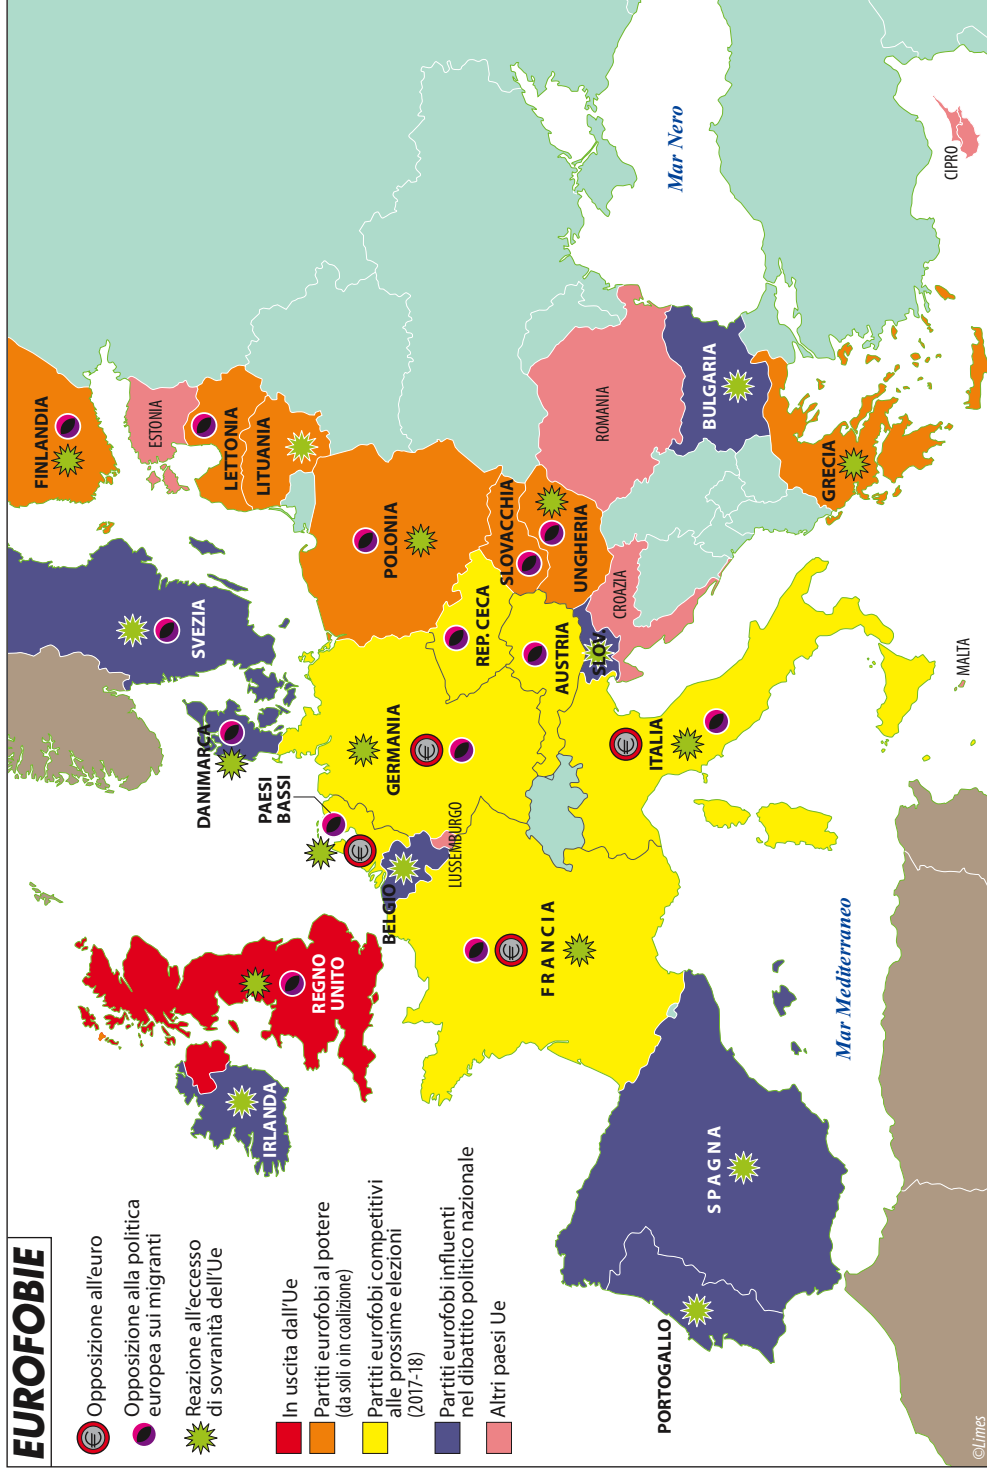 EUROFOBIE
Opposizione all'euro
Opposizione alla politica
europea sui migranti
Reazione all'eccesso
di sovranità dell'Ue
In uscita dall'Ue
Partiti eurofobi al potere
(da soli o in coalizione)
Partiti eurofobi competitivi
alle prossime elezioni
(2017-18)
Partiti eurofobi influenti
nel dibattito politico nazionale
Altri paesi Ue
IRLANDA
REGNO
UNITO
DANIMARCA
SVEZIA
FINLANDIA
ESTONIA
LETTONIA
LITUANIA
PAESI
BASSI
BELGIO
LUSSEMBURGO
GERMANIA
POLONIA
REP. CECA
SLOVACCHIA
AUSTRIA
UNGHERIA
SLOV.
CROAZIA
ROMANIA
BULGARIA
GRECIA
FRANCIA
ITALIA
SPAGNA
PORTOGALLO
MALTA
CIPRO
Mar Nero
Mar Mediterraneo
©Limes